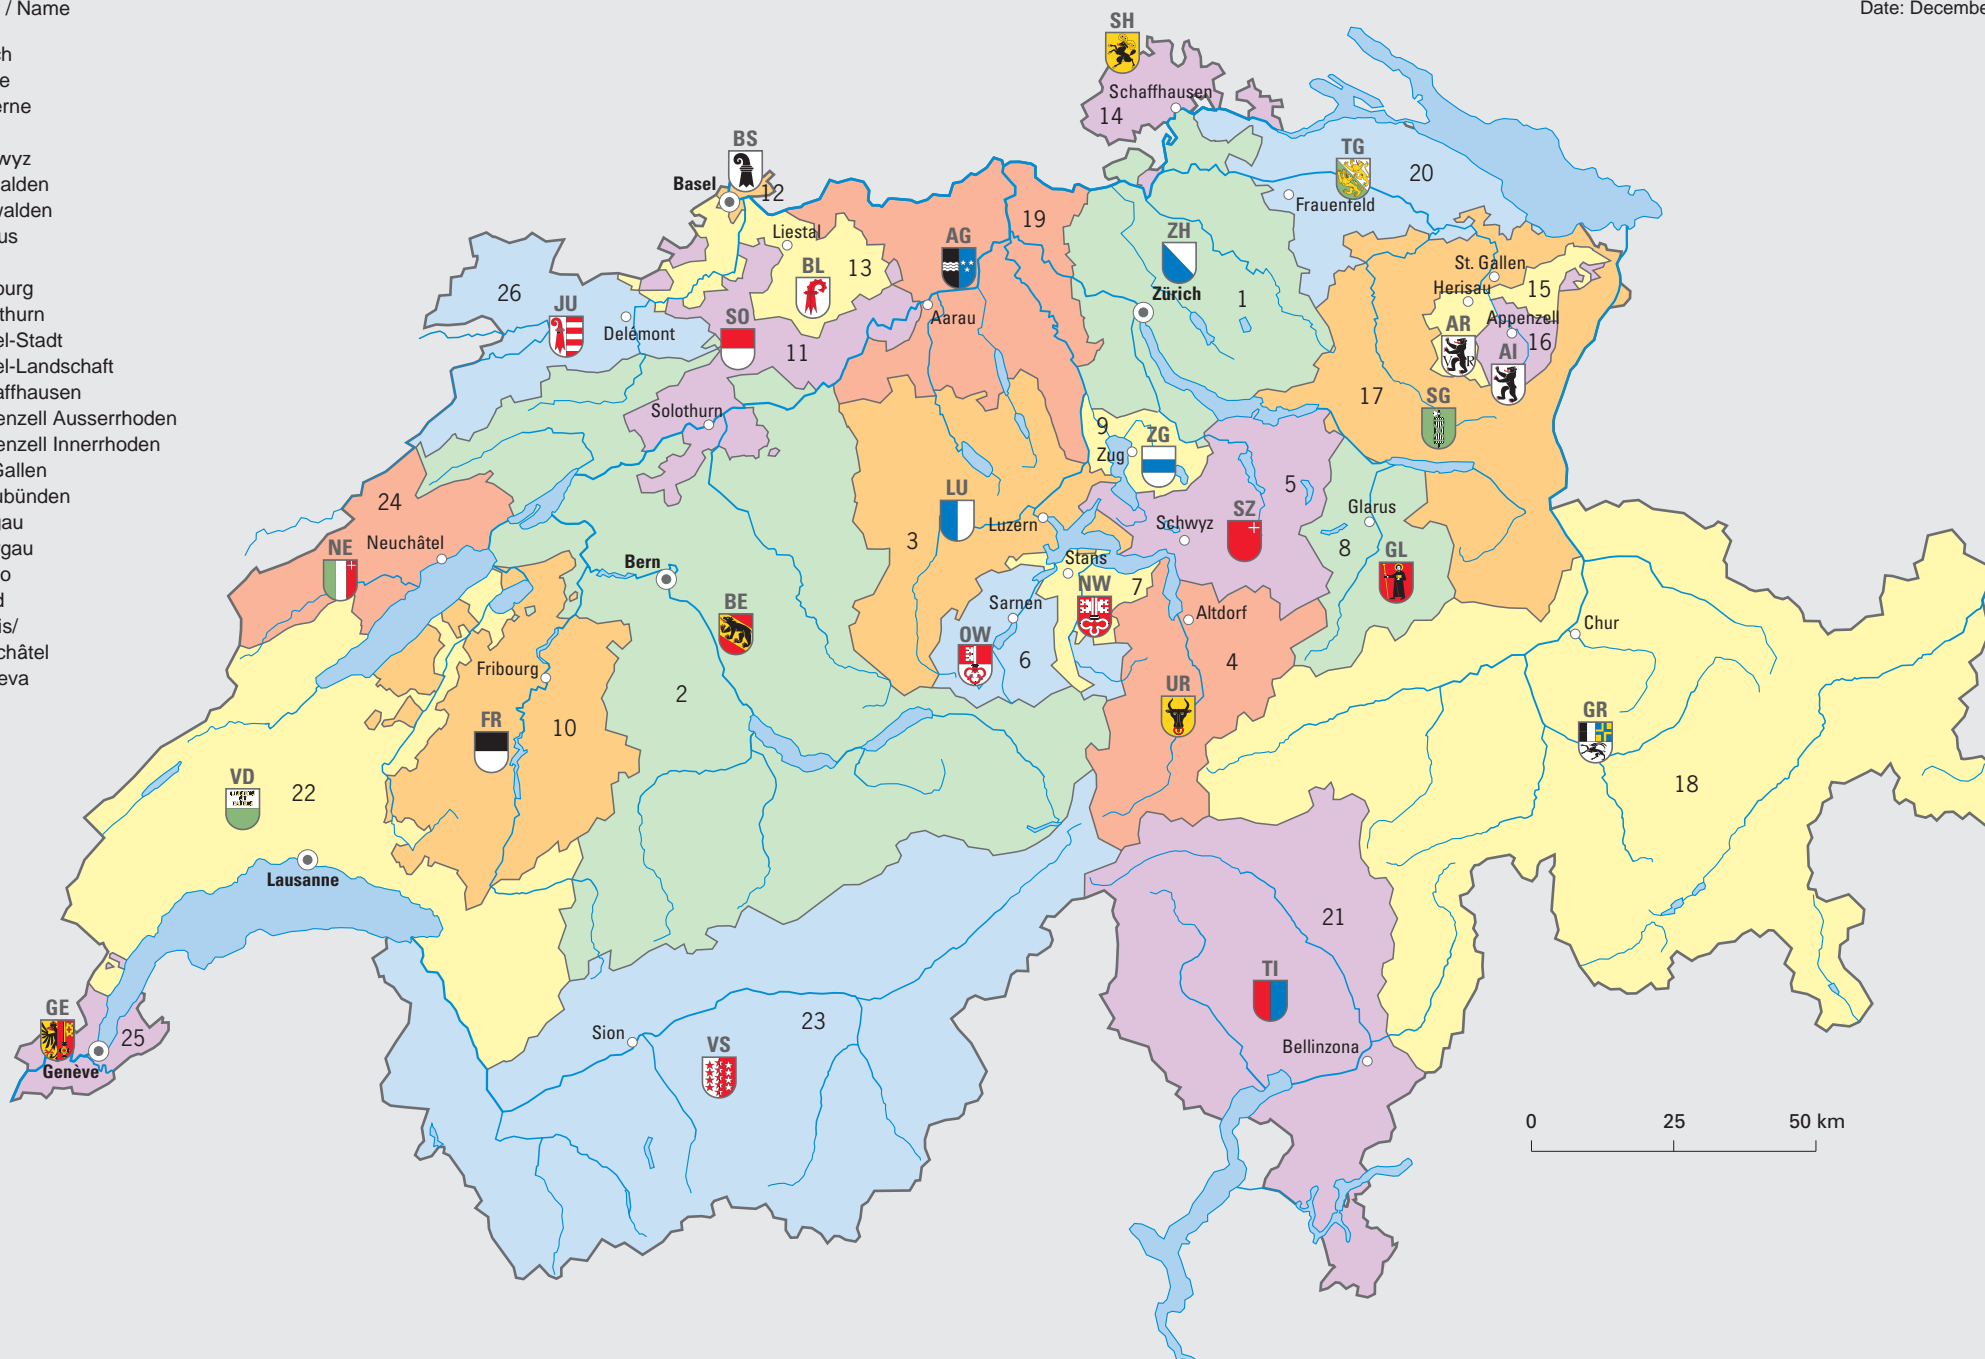 / Name
Date: Decembe
ch
e
erne
wyz
alden
walden
us
ourg
thurn
el-Stadt
el-Landschaft
affhausen
enzell Ausserrhoden
enzell Innerrhoden
Gallen
ubünden
gau
rgau
o
d
is/
châtel
eva
SH
Schaffhausen
14
BS
Basel
12
TG
20
Frauenfeld
19
Liestal
BL
13
AG
ZH
Zürich
1
St. Gallen
Herisau
15
Appenzell
AR
VR
16
AI
26
JU
Delémont
SO
11
Aarau
17
SG
Solothurn
9
ZG
Zug
24
NE
Neuchâtel
LU
Luzern
3
5
SZ
Schwyz
Glarus
8
GL
Bern
BE
Stans
NW
7
Sarnen
OW
6
Altdorf
4
UR
Chur
Fribourg
FR
10
2
GR
18
VD
22
Lausanne
21
TI
Bellinzona
GE
25
Genève
Sion
VS
23
0 25 50 km